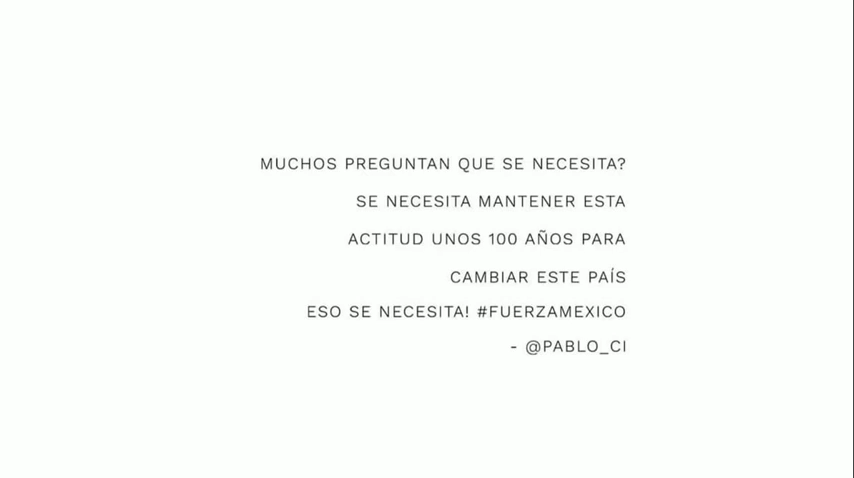 MUCHOS PREGUNTAN QUE SE NECESITA?
SE NECESITA MANTENER ESTA
ACTITUD UNOS 100 AÑOS PARA
CAMBIAR ESTE PAÍS
ESO SE NECESITA! #FUERZAMEXICO
- @PABLO_CI